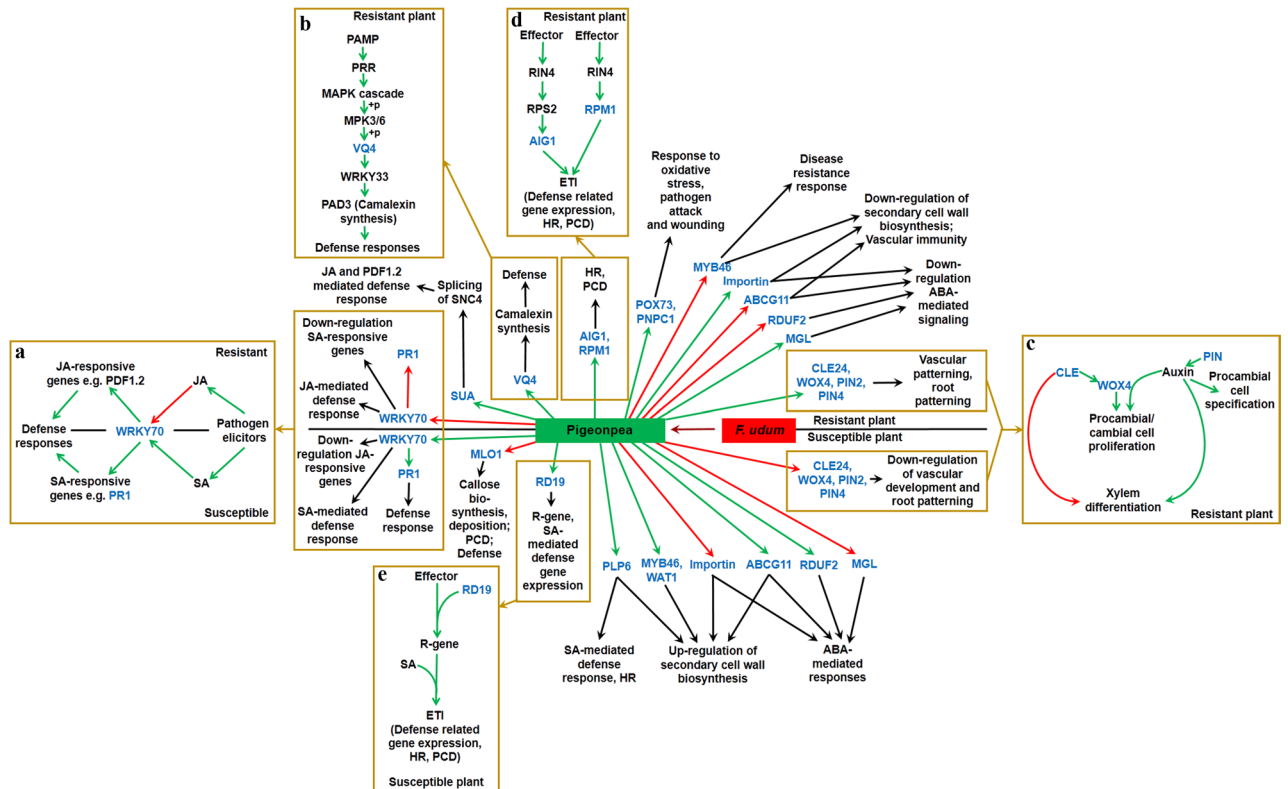 b
Resistant plant
PAMP
PRR
MAPK cascade
+p
MPK3/6
+p
VQ4
WRKY33
PAD3 (Camalexin
synthesis)
Defense responses
d
Resistant plant
Effector
Effector
RIN4
RIN4
RPS2
RPM1
AIG1
ETI
(Defense related
gene expression,
HR, PCD)
Response to
oxidative
stress,
pathogen
attack
and wounding
Disease
resistance
response
Down-regulation of
secondary cell wall
biosynthesis;
Vascular immunity
Down-
regulation
ABA-
mediated
signaling
MYB46
Importin
ABCG11
RDUF2
MGL
POX73,
PNPC1
HR,
PCD
AIG1,
RPM1
Defense
Camalexin
synthesis
VQ4
JA and PDF1.2
mediated defense
response
Splicing
of SNC4
SUA
Down-regulation
SA-responsive
genes
PR1
JA-mediated
defense
response
WRKY70
WRKY70
Down-
regulation JA-
responsive
genes
PR1
SA-mediated
defense
response
Defense
response
a
Resistant
JA-responsive
genes e.g. PDF1.2
JA
Defense
responses
WRKY70
Pathogen
elicitors
SA-responsive
genes e.g. PR1
SA
Susceptible
Pigeonpea
F. udum
Resistant plant
Susceptible plant
CLE24,
WOX4, PIN2,
PIN4
Vascular
patterning,
root
patterning
CLE24,
WOX4, PIN2,
PIN4
Down-regulation
of vascular
development and
root patterning
c
CLE
WOX4
Auxin
PIN
Procambial
cell
specification
Procambial/
cambial cell
proliferation
Xylem
differentiation
Resistant plant
MLO1
Callose bio-
synthesis,
deposition;
PCD;
Defense
RD19
R-gene,
SA-
mediated
defense
gene
expression
PLP6
MYB46,
WAT1
Importin
ABCG11
RDUF2
MGL
SA-mediated
defense
response, HR
Up-regulation of
secondary cell wall
biosynthesis
ABA-
mediated
responses
e
Effector
RD19
R-gene
SA
ETI
(Defense related
gene expression,
HR, PCD)
Susceptible plant